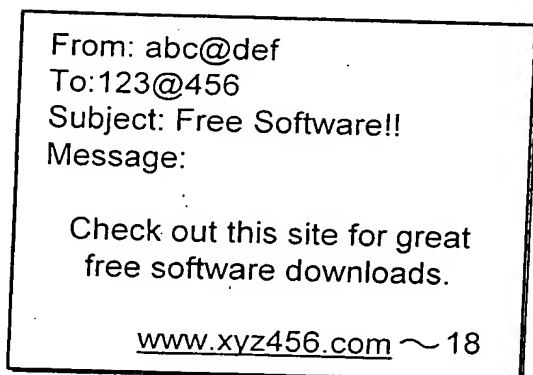 From: abc@def
To:123@456
Subject: Free Software!!
Message:
Check out this site for great
free software downloads.
www.xyz456.com ~ 18